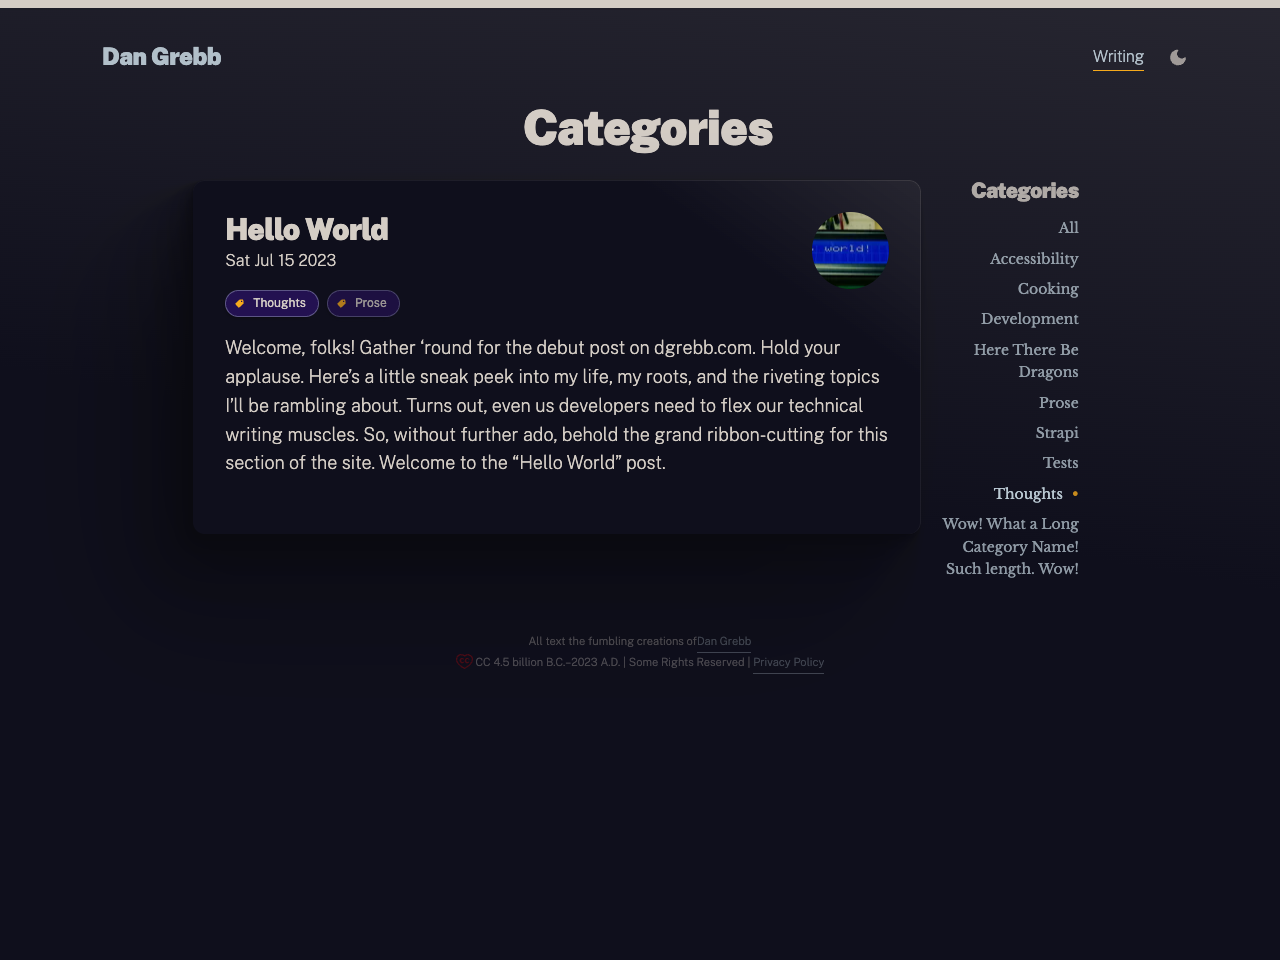 Dan Grebb
Writing
Categories
Hello World
Sat Jul 15 2023
world!
Thoughts
Prose
Welcome, folks! Gather ‘round for the debut post on dgrebb.com. Hold your
applause. Here’s a little sneak peek into my life, my roots, and the riveting topics
I’ll be rambling about. Turns out, even us developers need to flex our technical
writing muscles. So, without further ado, behold the grand ribbon-cutting for this
section of the site. Welcome to the “Hello World” post.
Categories
All
Accessibility
Cooking
Development
Here There Be
Dragons
Prose
Strapi
Tests
Thoughts •
Wow! What a Long
Category Name!
Such length. Wow!
All text the fumbling creations ofDan Grebb
CC 4.5 billion B.C.–2023 A.D. | Some Rights Reserved | Privacy Policy